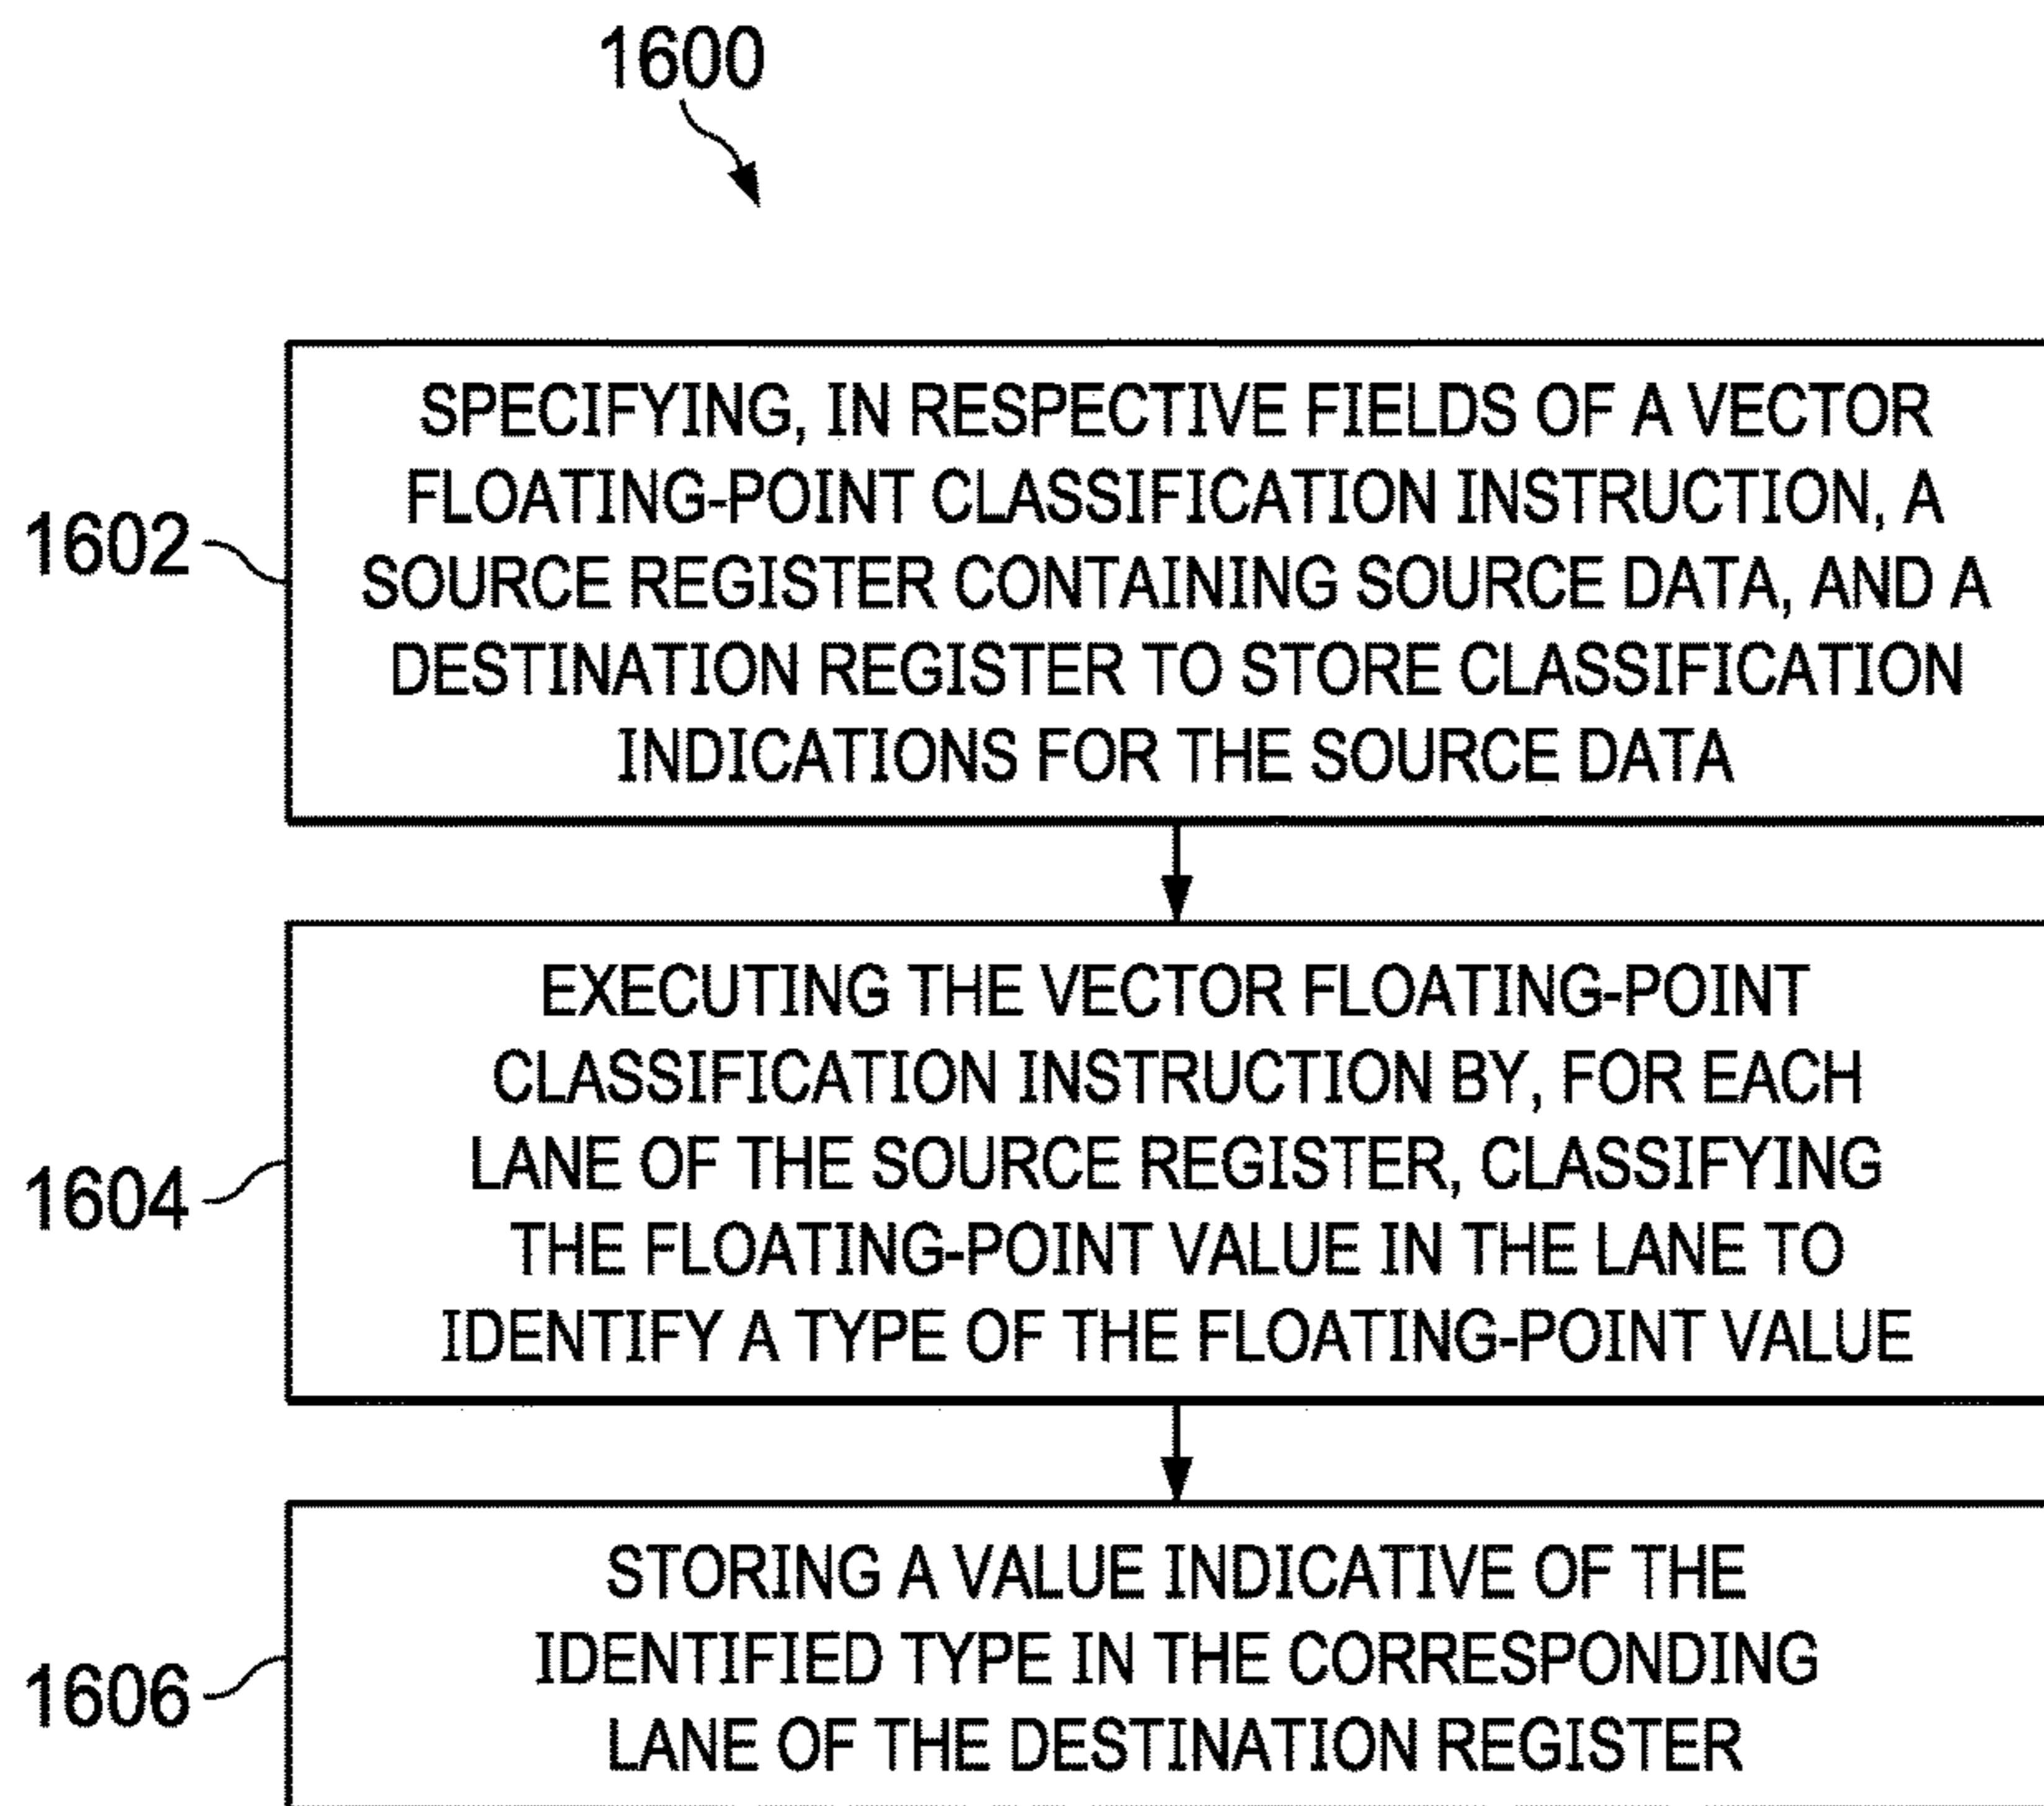 1600
1602
SPECIFYING, IN RESPECTIVE FIELDS OF A VECTOR
FLOATING-POINT CLASSIFICATION INSTRUCTION, A
SOURCE REGISTER CONTAINING SOURCE DATA, AND A
DESTINATION REGISTER TO STORE CLASSIFICATION
INDICATIONS FOR THE SOURCE DATA
1604
EXECUTING THE VECTOR FLOATING-POINT
CLASSIFICATION INSTRUCTION BY, FOR EACH
LANE OF THE SOURCE REGISTER, CLASSIFYING
THE FLOATING-POINT VALUE IN THE LANE TO
IDENTIFY A TYPE OF THE FLOATING-POINT VALUE
1606
STORING A VALUE INDICATIVE OF THE
IDENTIFIED TYPE IN THE CORRESPONDING
LANE OF THE DESTINATION REGISTER